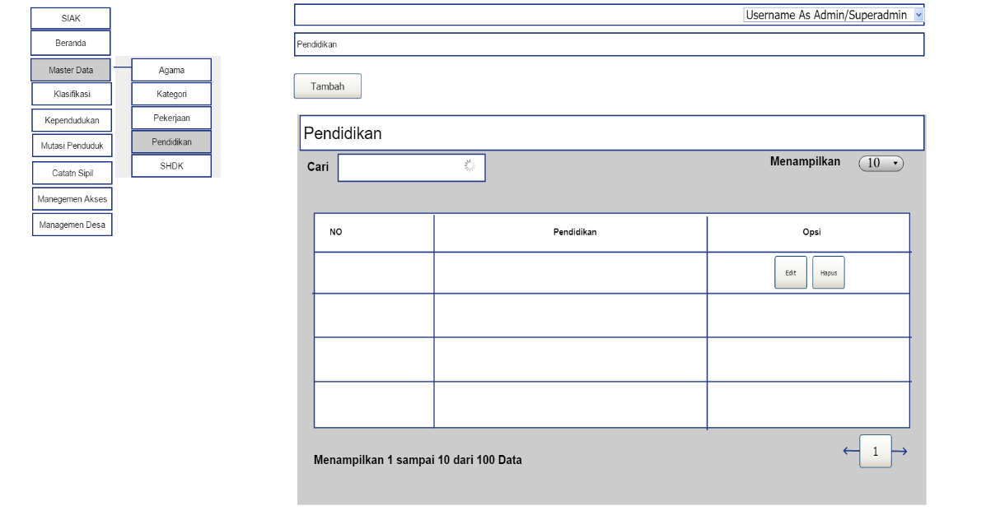 SIAK
Beranda
Master Data
Klasifikasi
Kependudukan
Mutasi Penduduk
Catatn Sipil
Manegemen Akses
Managemen Desa
Agama
Kategori
Pekerjaan
Pendidikan
SHDK
Username As Admin/Superadmin
Pendidikan
Tambah
Pendidikan
Cari
Menampilkan 10
NO Pendidikan Opsi
Edit Hapus
Menampilkan 1 sampai 10 dari 100 Data
1